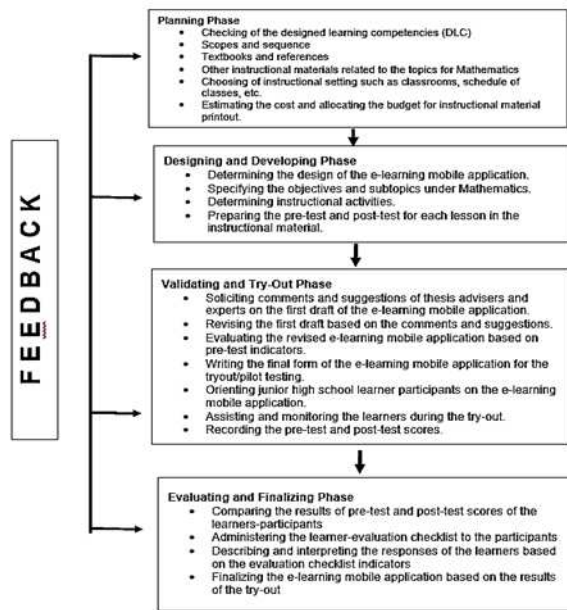 FEEDBACK
Planning Phase
• Checking of the designed learning competencies (DLC)
• Scopes and sequence
• Textbooks and references
• Other instructional materials related to the topics for Mathematics
• Choosing of instructional setting such as classrooms, schedule of
classes, etc.
• Estimating the cost and allocating the budget for instructional material
printout.
Designing and Developing Phase
• Determining the design of the e-learning mobile application.
• Specifying the objectives and subtopics under Mathematics.
• Determining instructional activities.
• Preparing the pre-test and post-test for each lesson in the
instructional material.
Validating and Try-Out Phase
• Soliciting comments and suggestions of thesis advisers and
experts on the first draft of the e-learning mobile application.
• Revising the first draft based on the comments and suggestions.
• Evaluating the revised e-learning mobile application based on
pre-test indicators.
• Writing the final form of the e-learning mobile application for the
tryout/pilot testing.
• Orienting junior high school learner participants on the e-learning
mobile application.
• Assisting and monitoring the learners during the try-out.
• Recording the pre-test and post-test scores.
Evaluating and Finalizing Phase
• Comparing the results of pre-test and post-test scores of the
learners-participants
• Administering the learner-evaluation checklist to the participants
• Describing and interpreting the responses of the learners based
on the evaluation checklist indicators
• Finalizing the e-learning mobile application based on the results
of the try-out